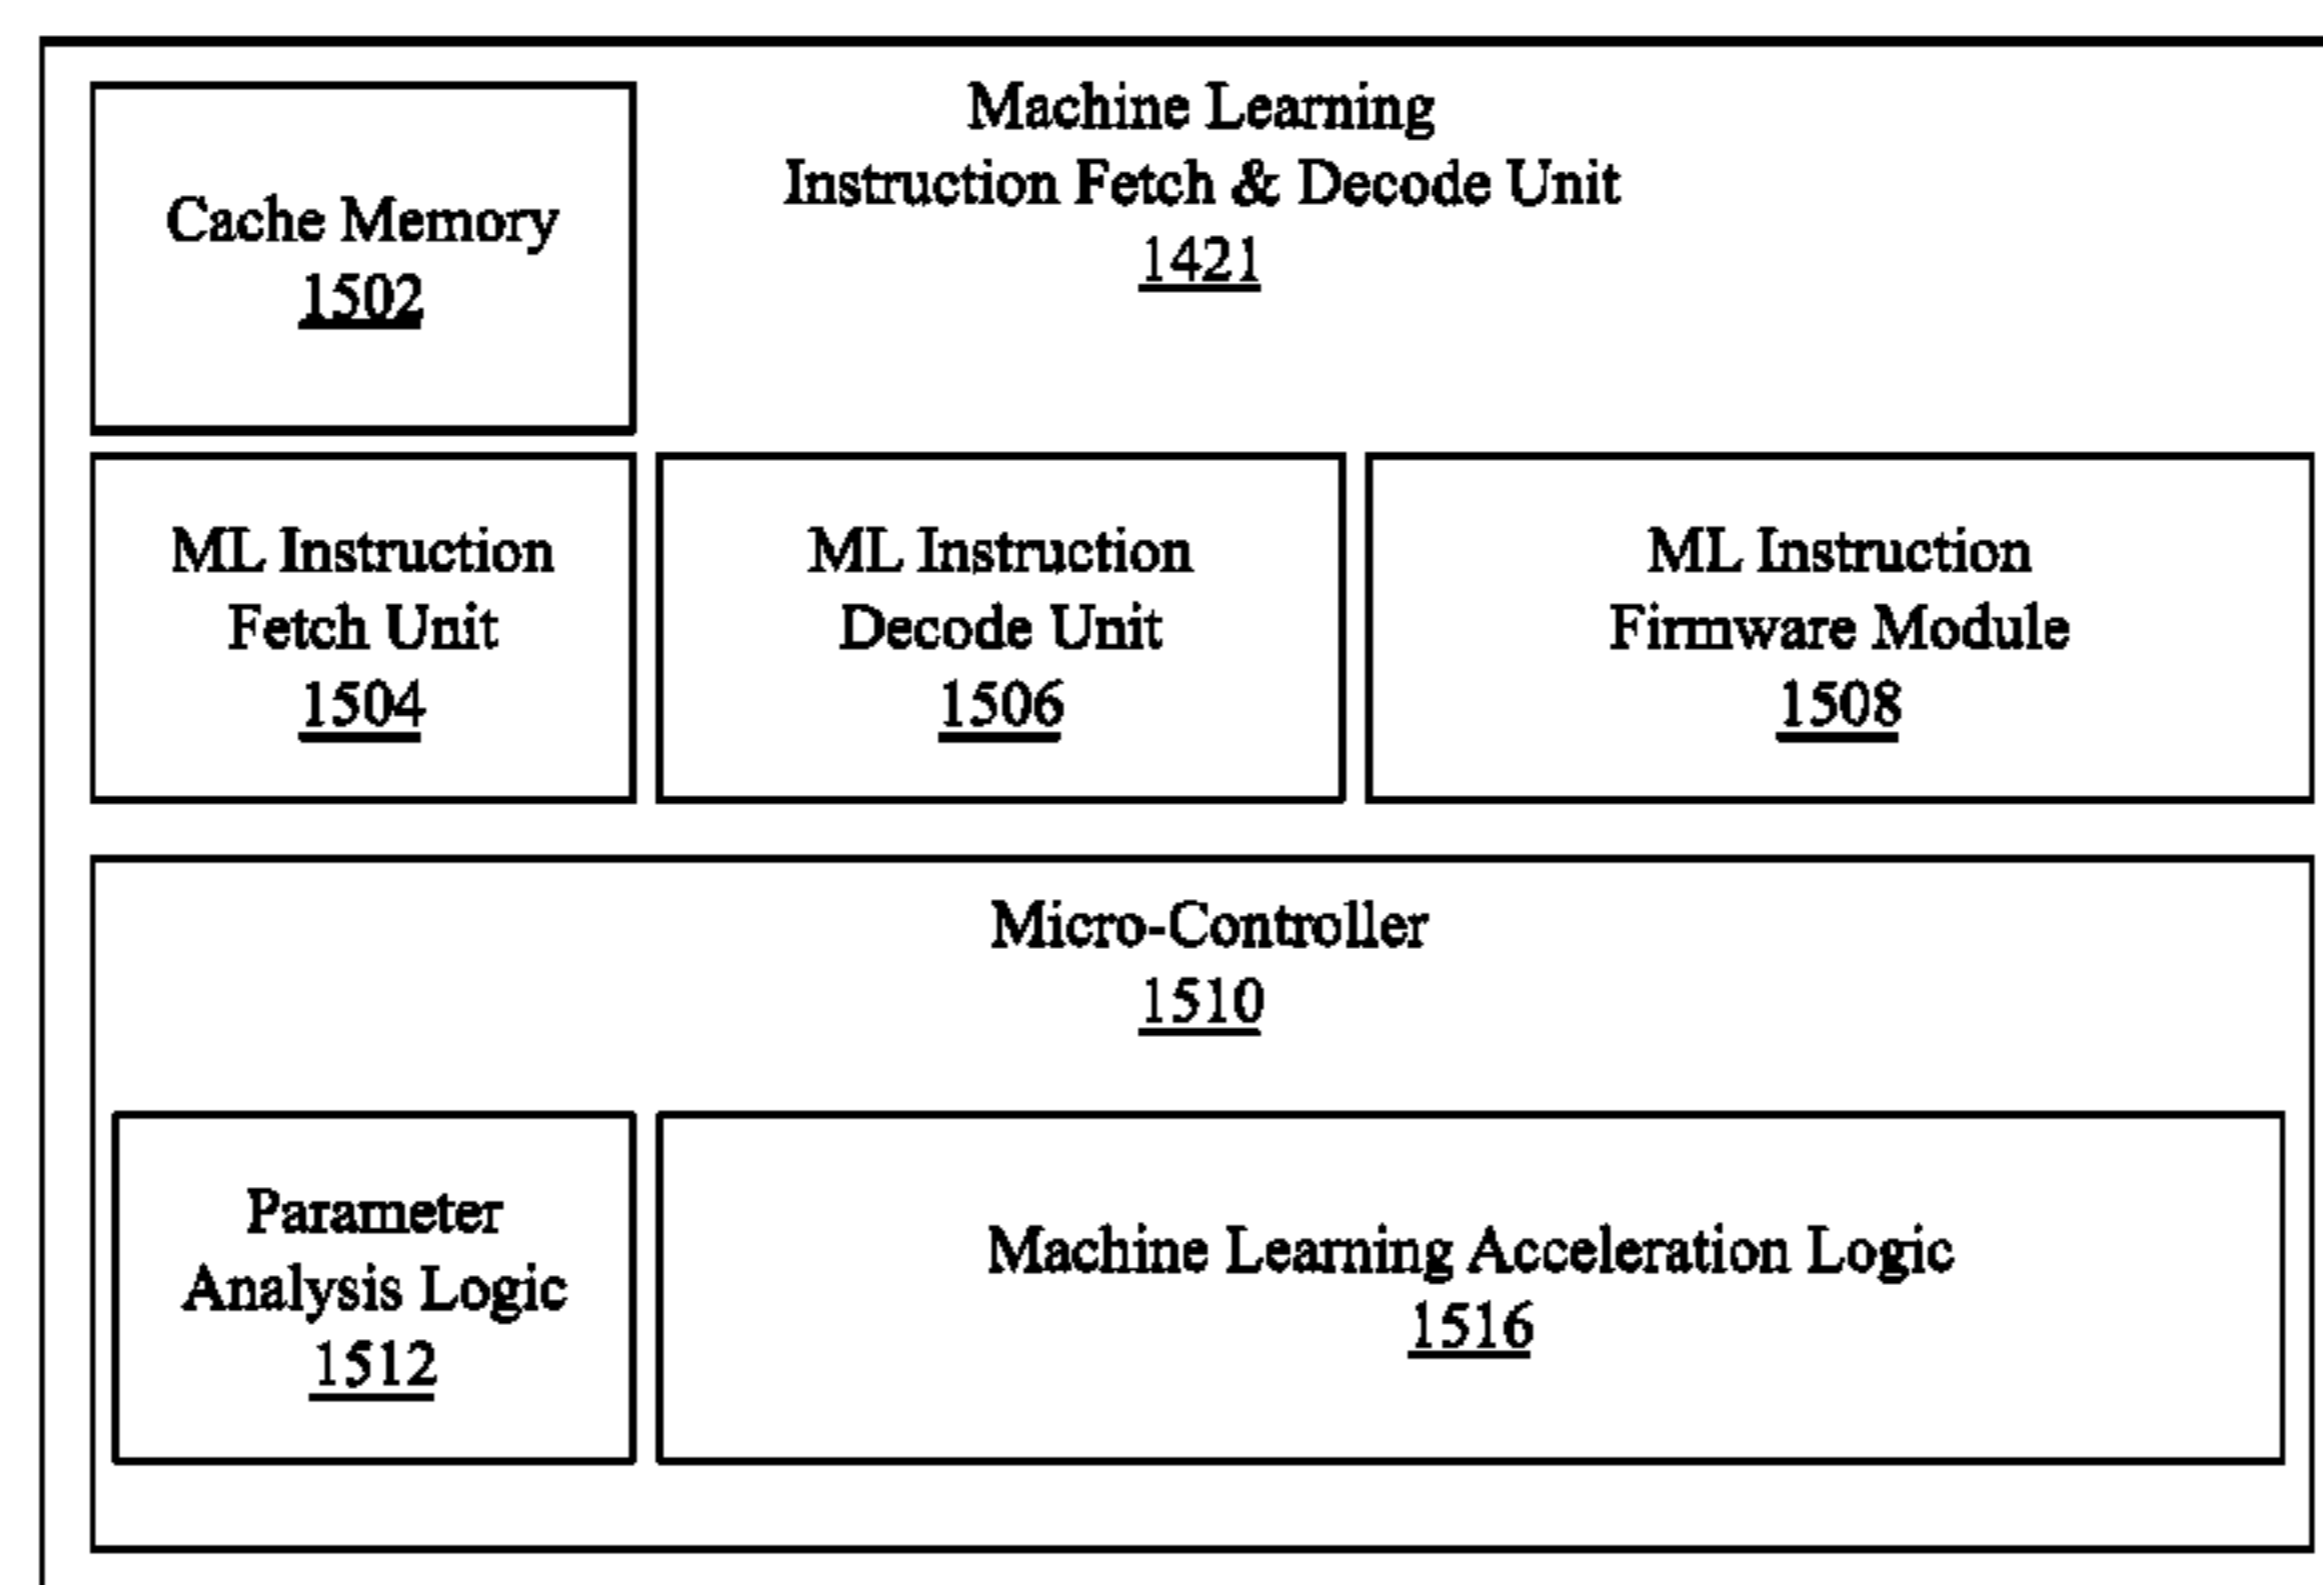 Machine Learning
Instruction Fetch & Decode Unit
1421
Cache Memory
1502
ML Instruction
Fetch Unit
1504
ML Instruction
Decode Unit
1506
ML Instruction
Firmware Module
1508
Micro-Controller
1510
Parameter
Analysis Logic
1512
Machine Learning Acceleration Logic
1516